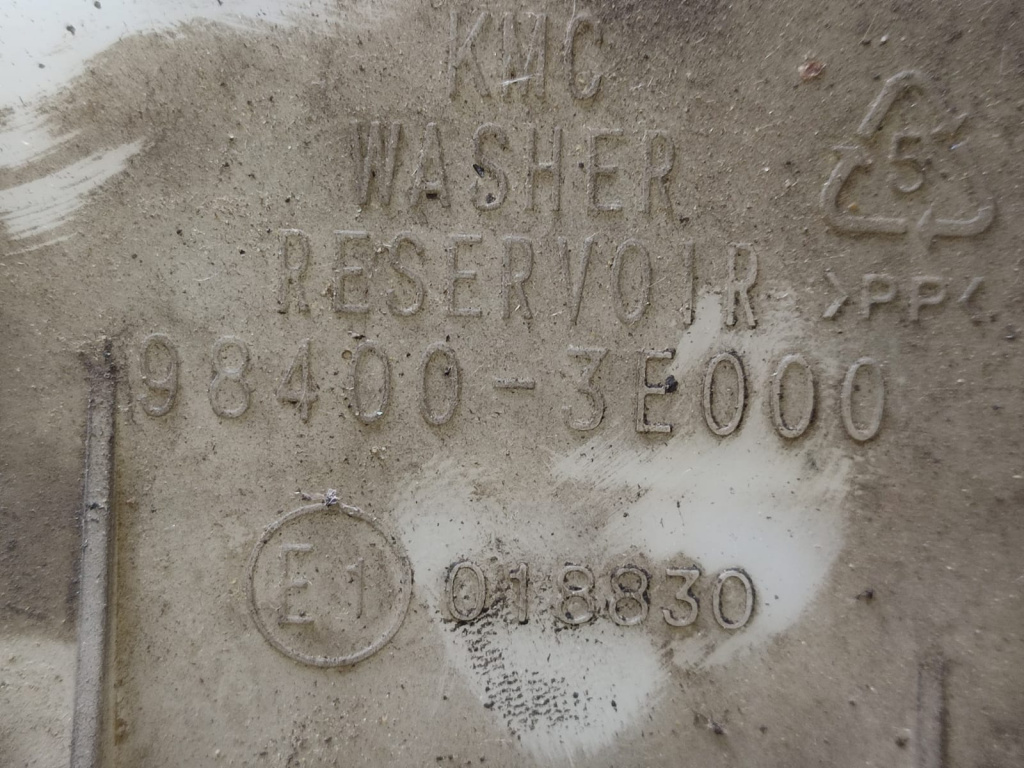 KMC
WASHER
RESERVOIR
98400-3E000
5
>PP<
E1 018830